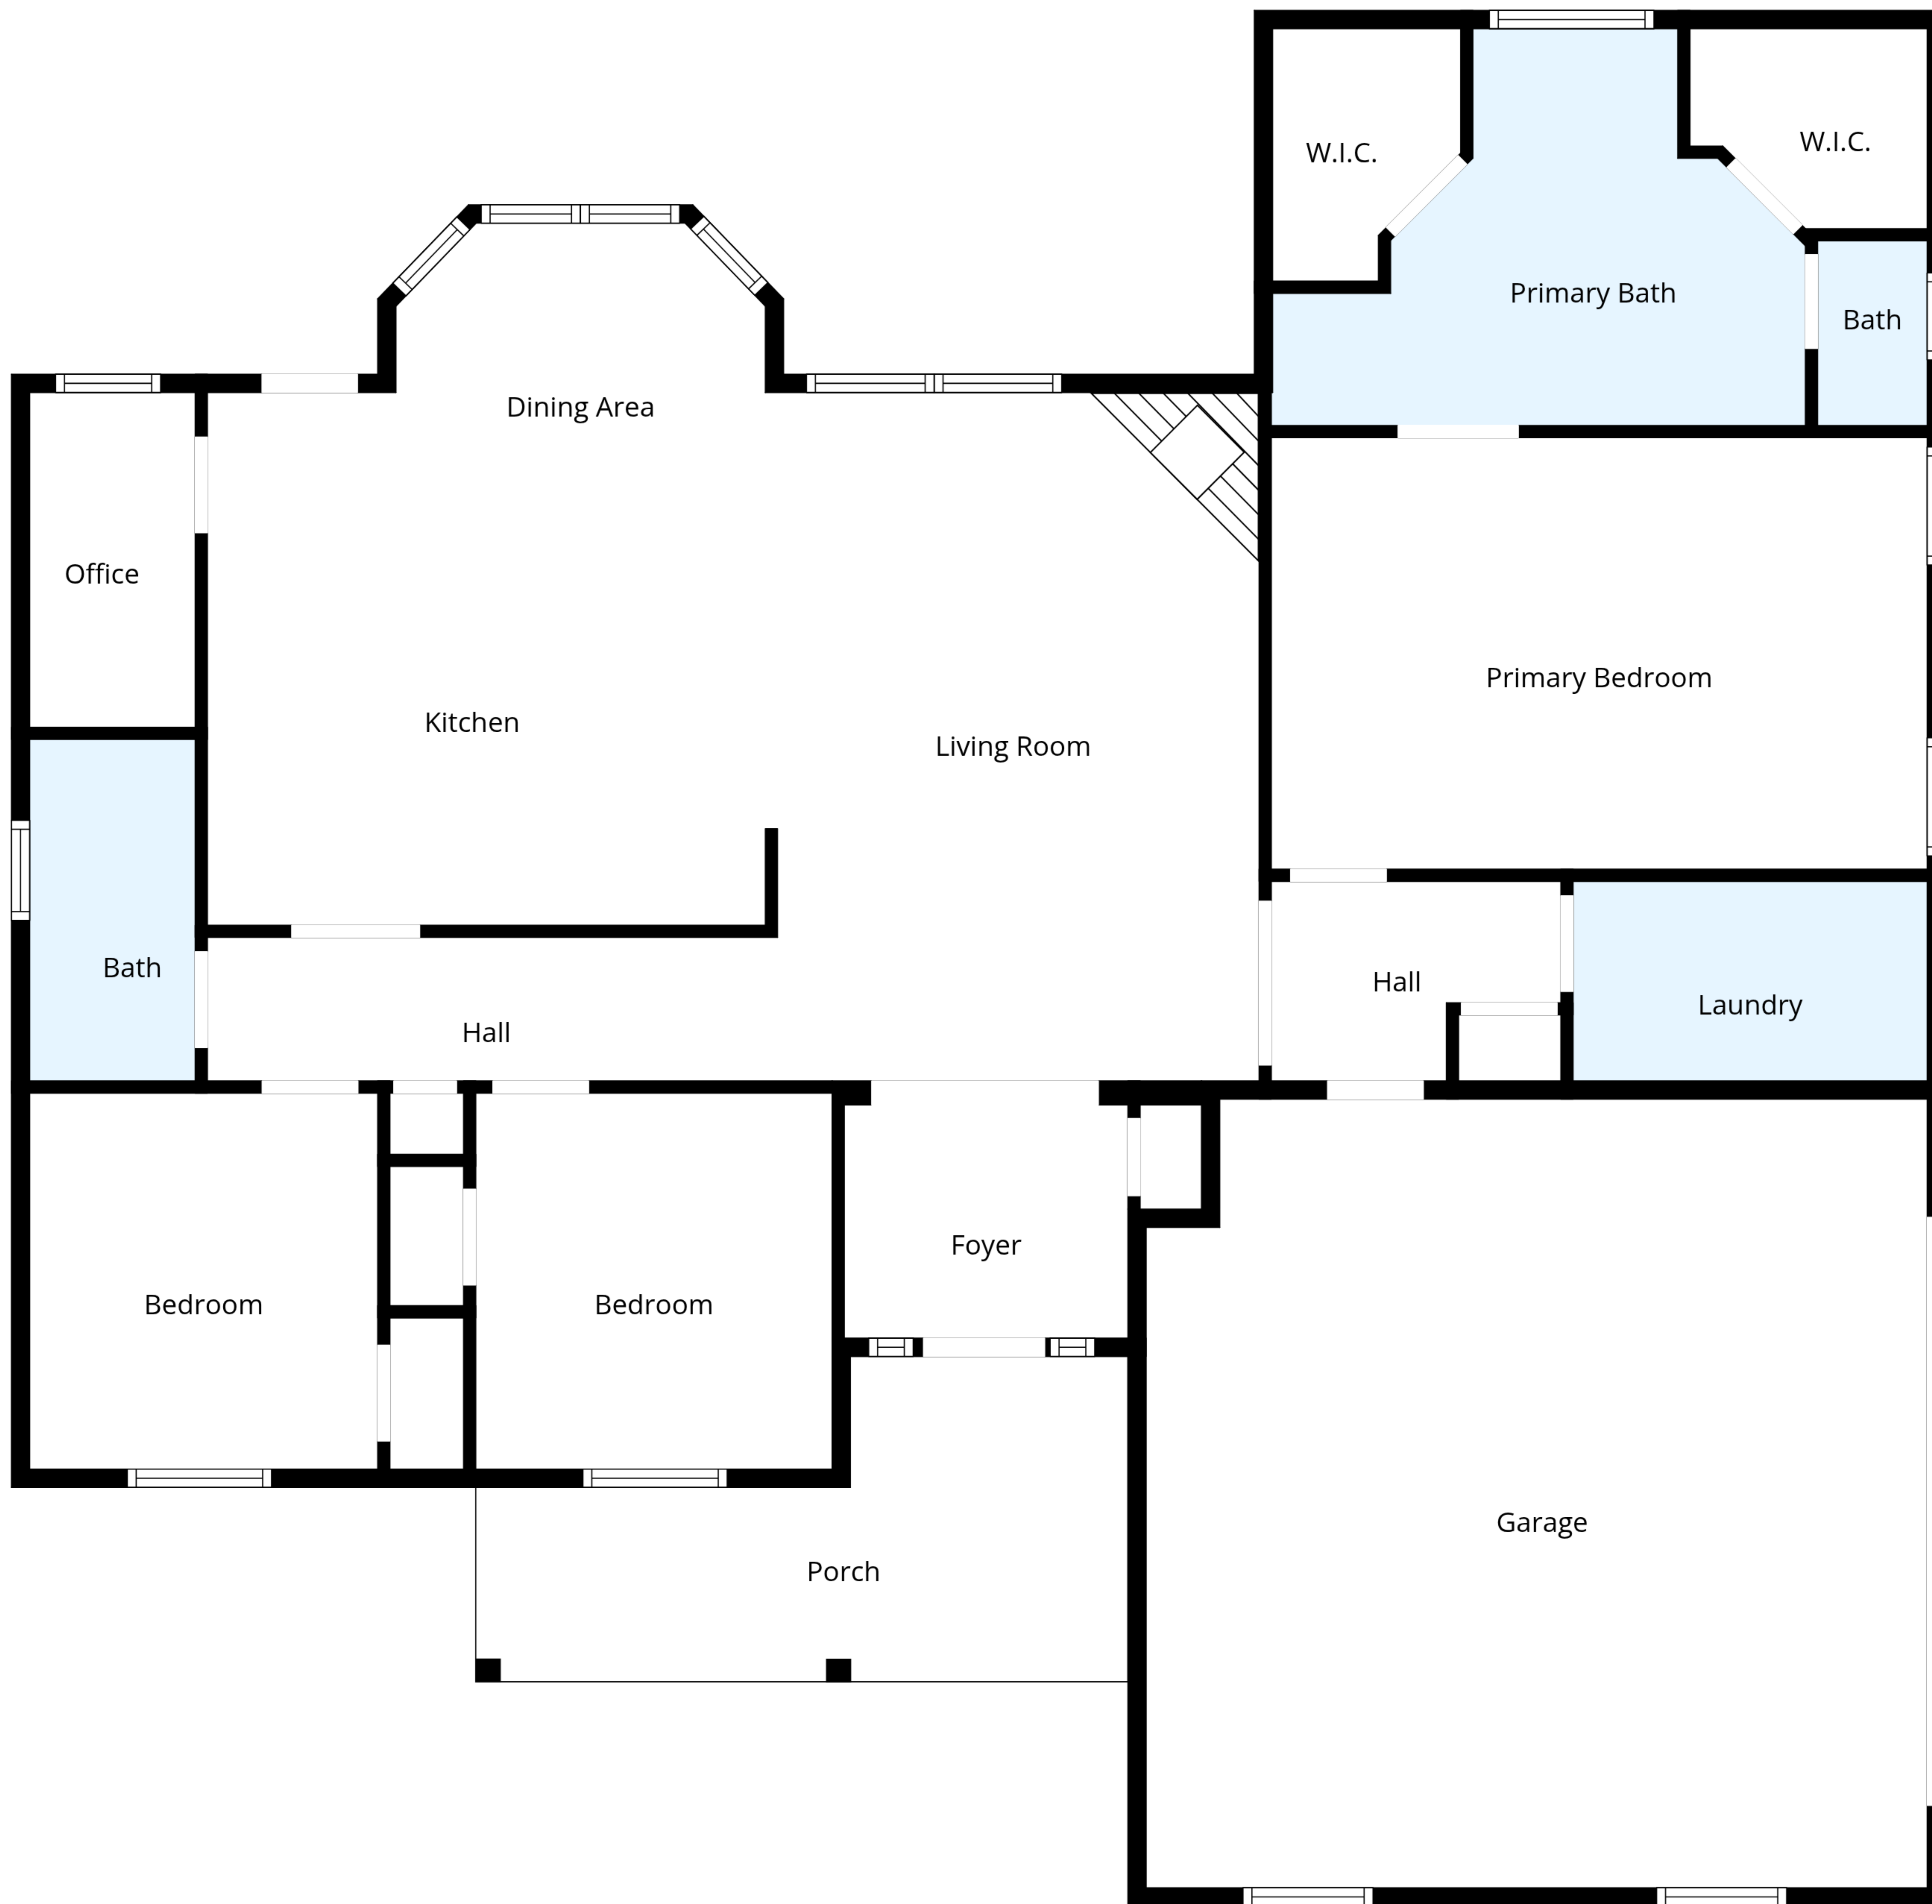 W.I.C.
W.I.C.
Primary Bath
Bath
Dining Area
Office
Primary Bedroom
Kitchen
Living Room
Bath
Hall
Hall
Laundry
Foyer
Bedroom
Bedroom
Garage
Porch